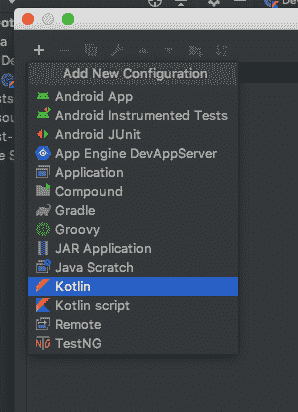 Add New Configuration
Android App
Android Instrumented Tests
Android JUnit
App Engine DevAppServer
Application
Compound
Gradle
Groovy
JAR Application
Java Scratch
Kotlin
Kotlin script
Remote
TestNG